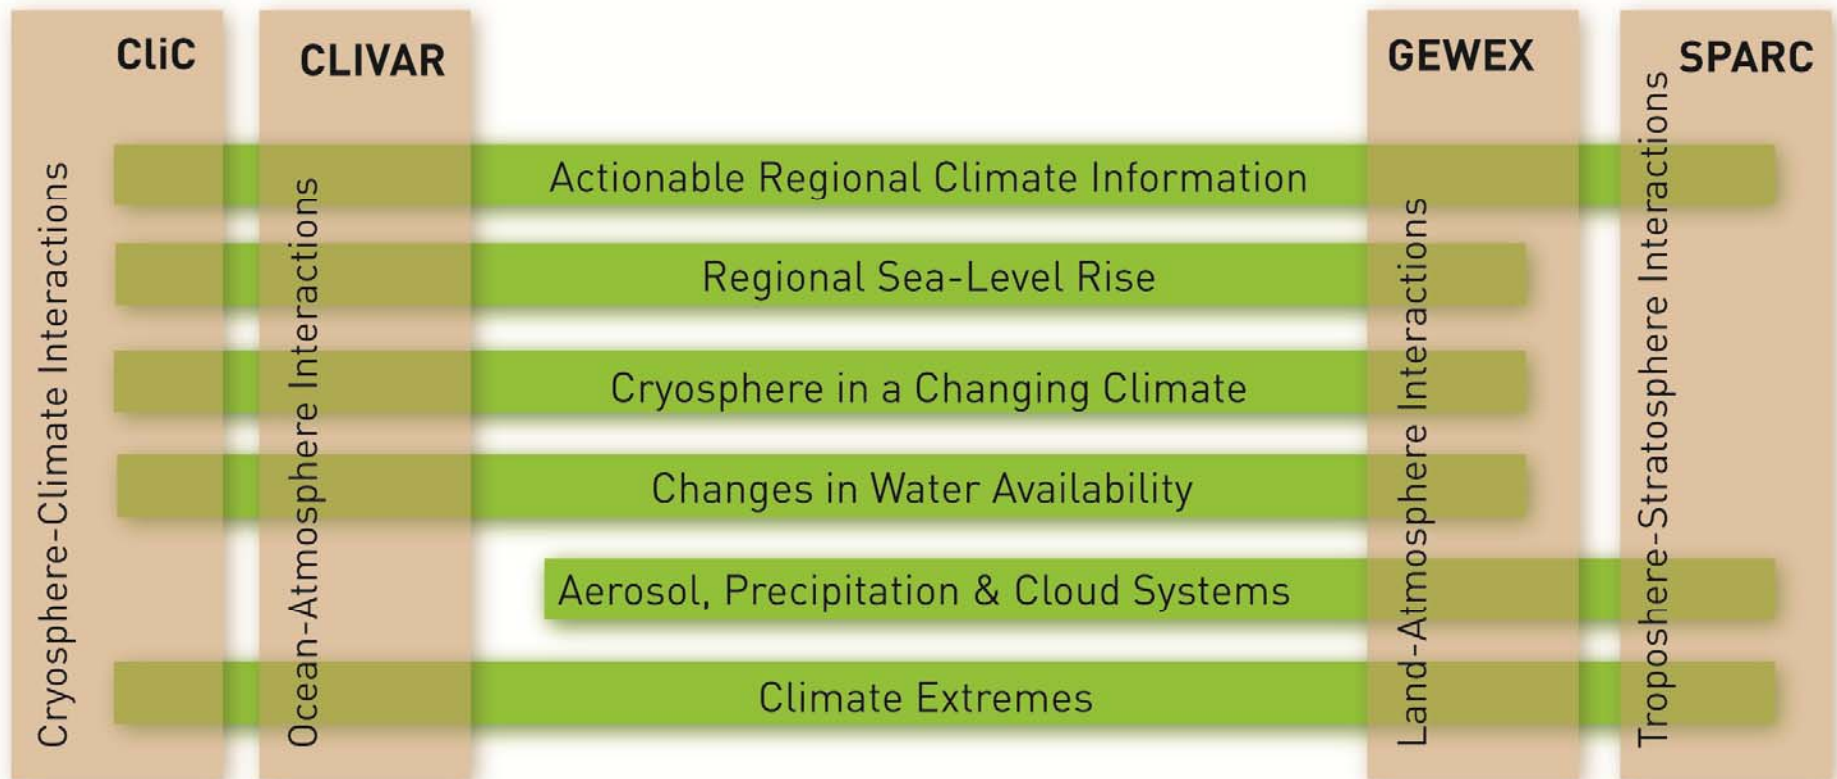 CliC
CLIVAR
GEWEX
SPARC
Cryosphere-Climate Interactions
Ocean-Atmosphere Interactions
Actionable Regional Climate Information
Regional Sea-Level Rise
Cryosphere in a Changing Climate
Changes in Water Availability
Aerosol, Precipitation & Cloud Systems
Climate Extremes
Land-Atmosphere Interactions
Troposhere-Stratosphere Interactions